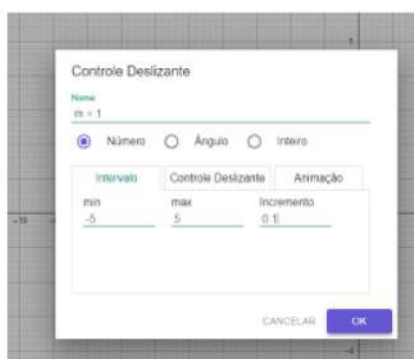 Controle Deslizante
Nome
m = 1
Número Ângulo Inteiro
Intervalo Controle Deslizante Animação
min max Incremento
-5 5 0.1
CANCELAR OK